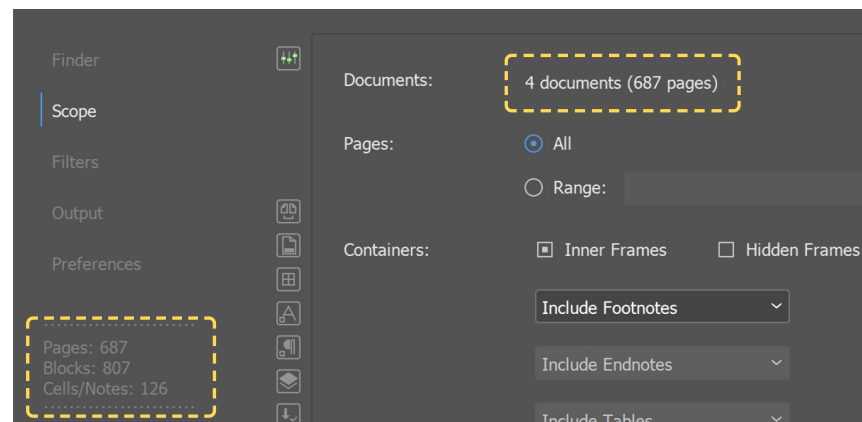 Finder
Scope
Filters
Output
Preferences
Pages: 687
Blocks: 807
Cells/Notes: 126
Documents:
4 documents (687 pages)
Pages:
All
Range:
Containers:
Inner Frames
Hidden Frames
Include Footnotes
Include Endnotes
Include Tables